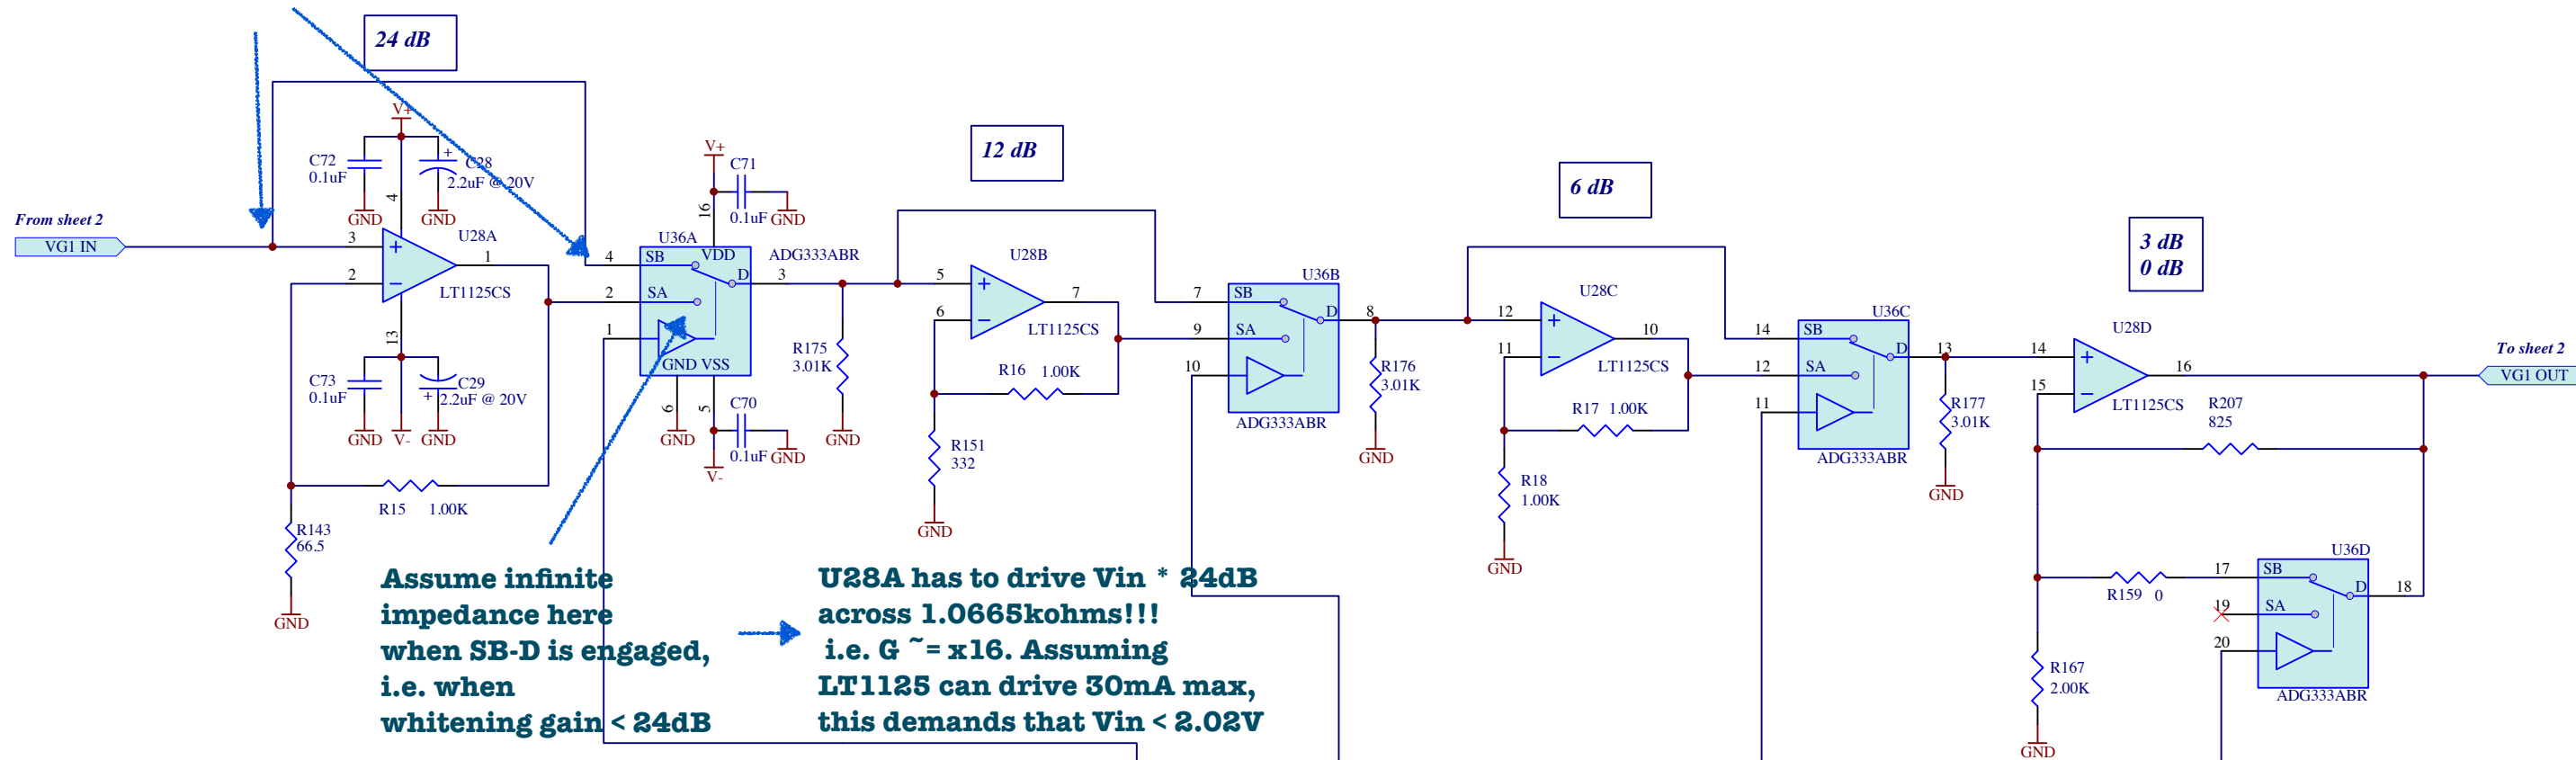 24 dB
V+
C72
0.1uF
C28
+
2.2uF @ 20V
4
GND
GND
From sheet 2
VG1 IN
3
+
2
−
U28A
1
LT1125CS
13
C73
0.1uF
C29
+
2.2uF @ 20V
GND
V-
GND
R15
1.00K
R143
66.5
GND
V+
C71
16
0.1uF
GND
U36A
ADG333ABR
4
SB
VDD
D
3
2
SA
1
GND VSS
6
5
GND
C70
0.1uF
GND
V-
R175
3.01K
GND
12 dB
U28B
5
+
6
−
7
LT1125CS
R16
1.00K
R151
332
GND
U36B
7
SB
D
8
9
SA
10
ADG333ABR
R176
3.01K
GND
6 dB
U28C
12
+
11
−
10
LT1125CS
R17
1.00K
R18
1.00K
GND
U36C
14
SB
D
13
12
SA
11
ADG333ABR
R177
3.01K
GND
3 dB
0 dB
U28D
14
+
15
−
16
LT1125CS
R207
825
To sheet 2
VG1 OUT
U36D
17
SB
D
18
R159
0
19
SA
20
ADG333ABR
R167
2.00K
GND
Assume infinite
impedance here
when SB-D is engaged,
i.e. when
whitening gain < 24dB
U28A has to drive Vin * 24dB
across 1.0665kohms!!!
i.e. G ~= x16. Assuming
LT1125 can drive 30mA max,
this demands that Vin < 2.02V